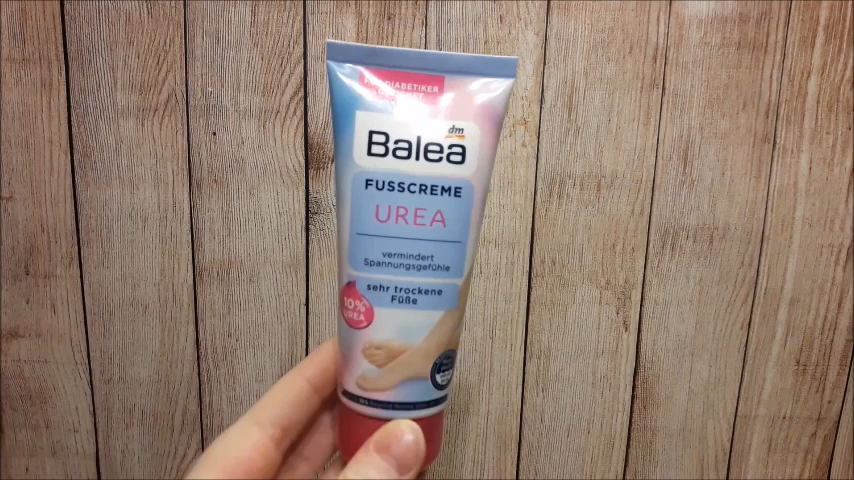 DIABETIKER
dm
Balea
FUSSCREME
UREA
vermindert
Spannungsgefühle
sehr trockene
Füße
10%
UREA